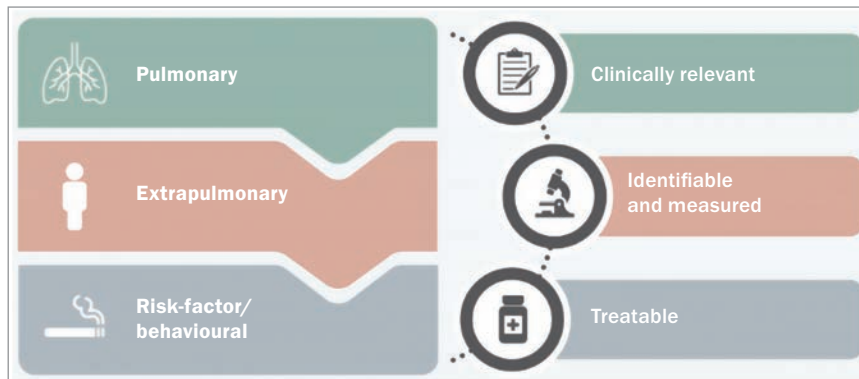 Pulmonary
Clinically relevant
Extrapulmonary
Identifiable
and measured
Risk-factor/
behavioural
Treatable